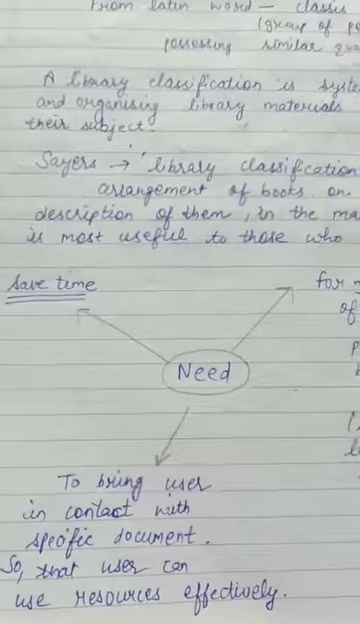 From latin word – classis
(group of
possessing similar
A library classification is
and organising library materials
their subject.
Sayers → 'library classification
arrangement of books on
description of them, in the
is most useful to those who
Save time
for
of
Need
To bring user
in contact with
specific document.
So, that user can
use resources effectively.